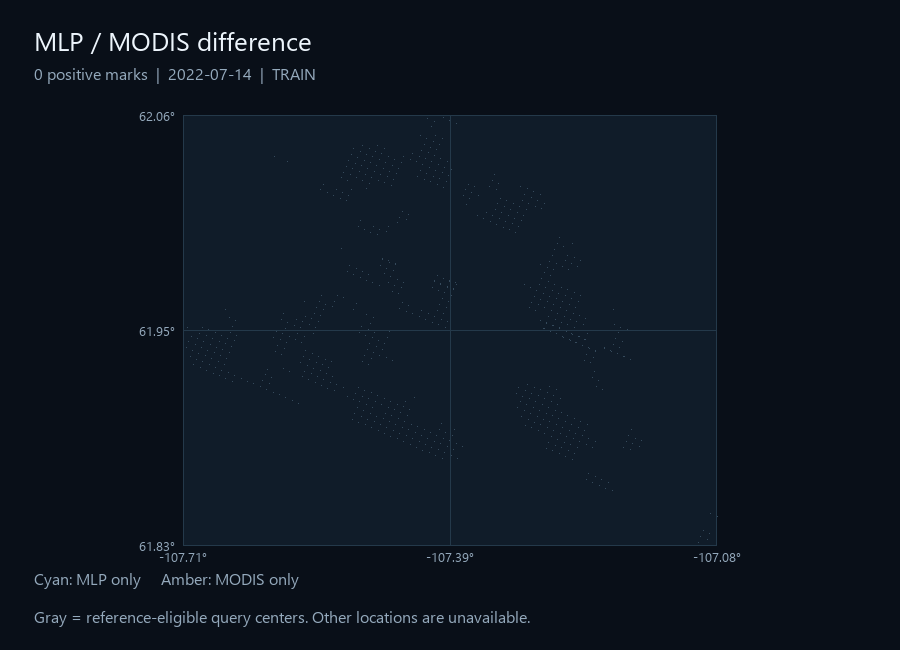 MLP / MODIS difference
0 positive marks | 2022-07-14 | TRAIN
62.06°
61.95°
61.83°
-107.71° -107.39° -107.08°
Cyan: MLP only Amber: MODIS only
Gray = reference-eligible query centers. Other locations are unavailable.